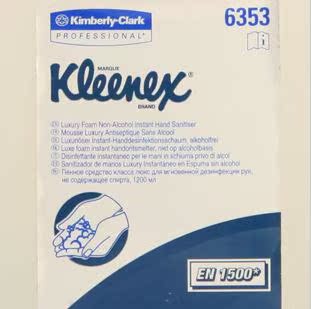 Kimberly-Clark
PROFESSIONAL*
6353
MARQUE
Kleenex®
BRAND
Luxury Foam Non-Alcohol Instant Hand Sanitiser
Mousse Luxury Antiseptique Sans Alcool
Luxuriöser Instant-Handdesinfektionsschaum, alkoholfrei
Luxe foam instant handontsmetter, niet op alcoholbasis
Disinfettante instantaneo per le mani in schiuma privo di alcol
Sanitizador de manos Luxury Instantáneo en Espuma sin alcohol
Пенное средство класса люкс для мгновенной дезинфекции рук,
не содержащее спирта, 1200 мл
EN 1500*